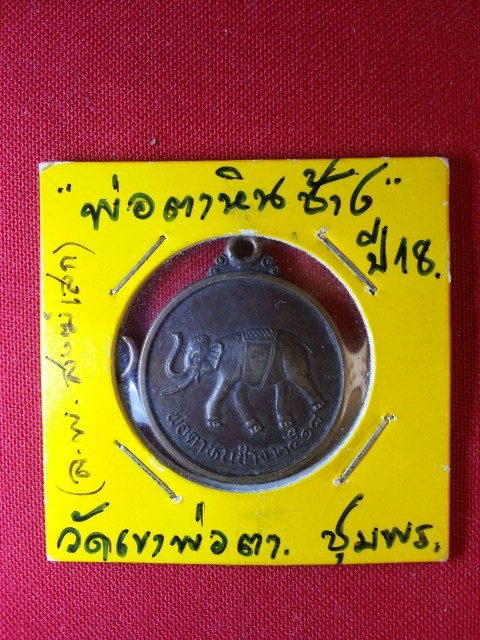 "พ่อตาหินช้าง"
ปี 18.
พ่อตาหินช้าง ๒๕๑๘
วัดเขาพ่อตา. ชุมพร.